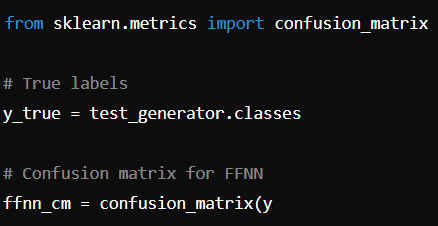 from sklearn.metrics import confusion_matrix
# True labels
y_true = test_generator.classes
# Confusion matrix for FFNN
ffnn_cm = confusion_matrix(y